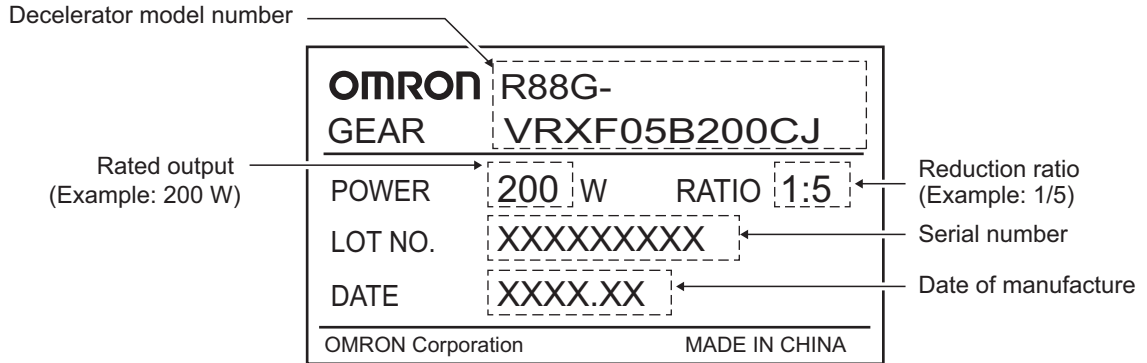 Decelerator model number
OMRON R88G-
GEAR VRXF05B200CJ
Rated output
(Example: 200 W)
POWER 200 W RATIO 1:5
Reduction ratio
(Example: 1/5)
LOT NO. XXXXXXXXX
Serial number
DATE XXXX.XX
Date of manufacture
OMRON Corporation MADE IN CHINA